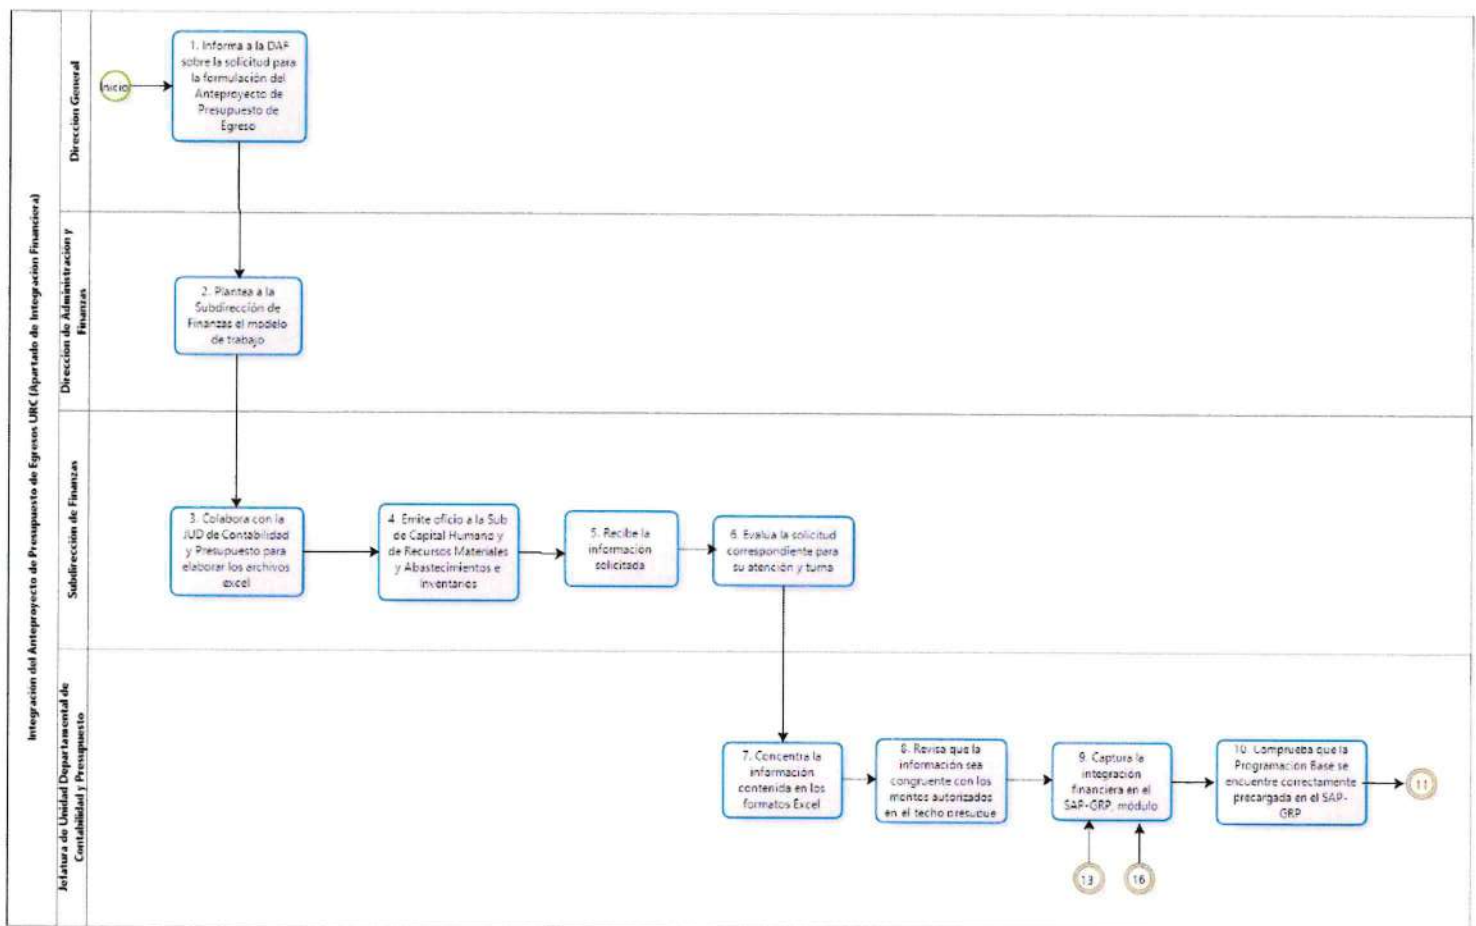 Integración del Anteproyecto de Presupuesto de Egresos URC (Apartado de Integracion Financiera)
Direccion General
Inicio
1. Informa a la DAF
sobre la solicitud para
la formulación del
Anteproyecto de
Presupuesto de
Egreso
Direccion de Administracion y
Finanzas
2. Plantea a la
Subdirección de
Finanzas el modelo
de trabajo
Subdirección de Finanzas
3. Colabora con la
JUD de Contabilidad
y Presupuesto para
elaborar los archivos
excel
4. Emite oficio a la Sub
de Capital Humano y
de Recursos Materiales
y Abastecimientos e
Inventarios
5. Recibe la
informacion
solicitada
6. Evalua la solicitud
correspondiente para
su atención y turna
Jefatura de Unidad Departamental de
Contabilidad y Presupuesto
7. Concentra la
información
contenida en los
formatos Excel
8. Revisa que la
información sea
congruente con los
montos autorizados
en el techo presupue
9. Captura la
integración
financiera en el
SAP-GRP, módulo
10. Comprueba que la
Programacion Base se
encuentre correctamente
precargada en el SAP-
GRP
11
13
16